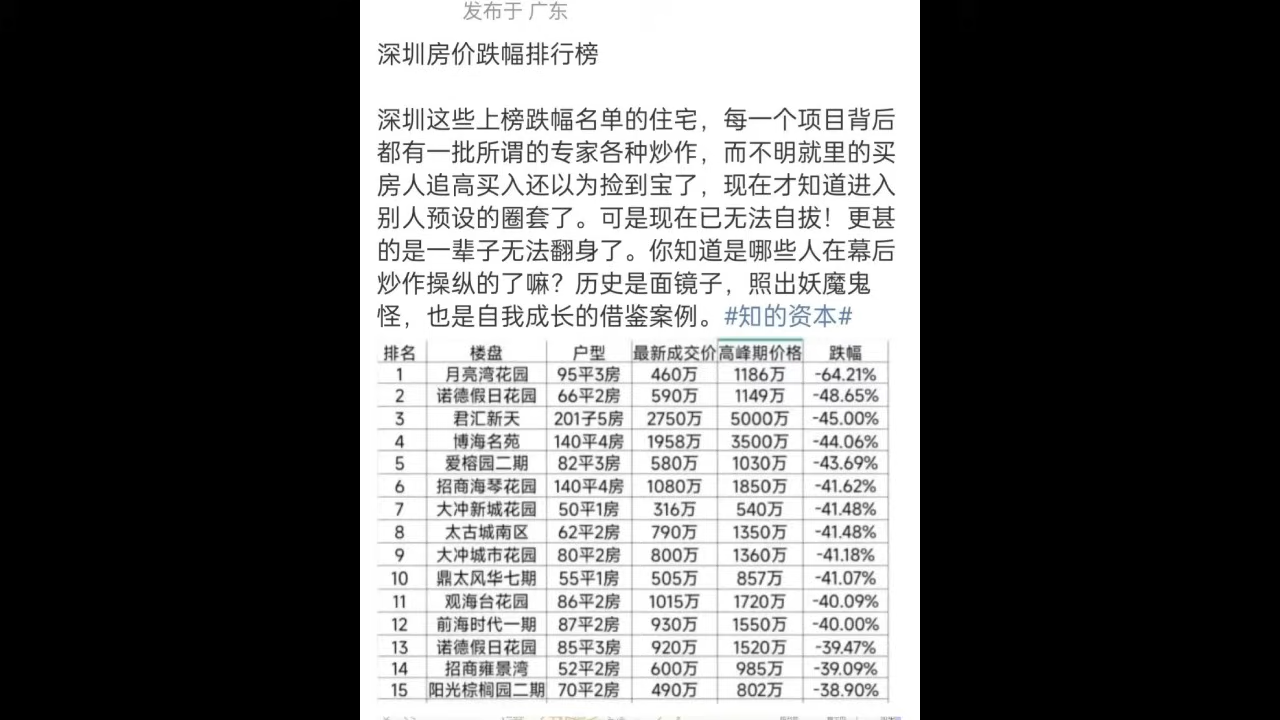 发布于 广东
深圳房价跌幅排行榜
深圳这些上榜跌幅名单的住宅，每一个项目背后
都有一批所谓的专家各种炒作，而不明就里的买
房人追高买入还以为捡到宝了，现在才知道进入
别人预设的圈套了。可是现在已无法自拔！更甚
的是一辈子无法翻身了。你知道是哪些人在幕后
炒作操纵的了嘛？历史是面镜子，照出妖魔鬼
怪，也是自我成长的借鉴案例。#知的资本#
排名 楼盘 户型 最新成交价 高峰期价格 跌幅
1 月亮湾花园 95平3房 460万 1186万 -64.21%
2 诺德假日花园 66平2房 590万 1149万 -48.65%
3 君汇新天 201子5房 2750万 5000万 -45.00%
4 博海名苑 140平4房 1958万 3500万 -44.06%
5 爱榕园二期 82平3房 580万 1030万 -43.69%
6 招商海琴花园 140平4房 1080万 1850万 -41.62%
7 大冲新城花园 50平1房 316万 540万 -41.48%
8 太古城南区 62平2房 790万 1350万 -41.48%
9 大冲城市花园 80平2房 800万 1360万 -41.18%
10 鼎太风华七期 55平1房 505万 857万 -41.07%
11 观海台花园 86平2房 1015万 1720万 -40.09%
12 前海时代一期 87平2房 930万 1550万 -40.00%
13 诺德假日花园 85平3房 920万 1520万 -39.47%
14 招商雍景湾 52平2房 600万 985万 -39.09%
15 阳光棕榈园二期 70平2房 490万 802万 -38.90%